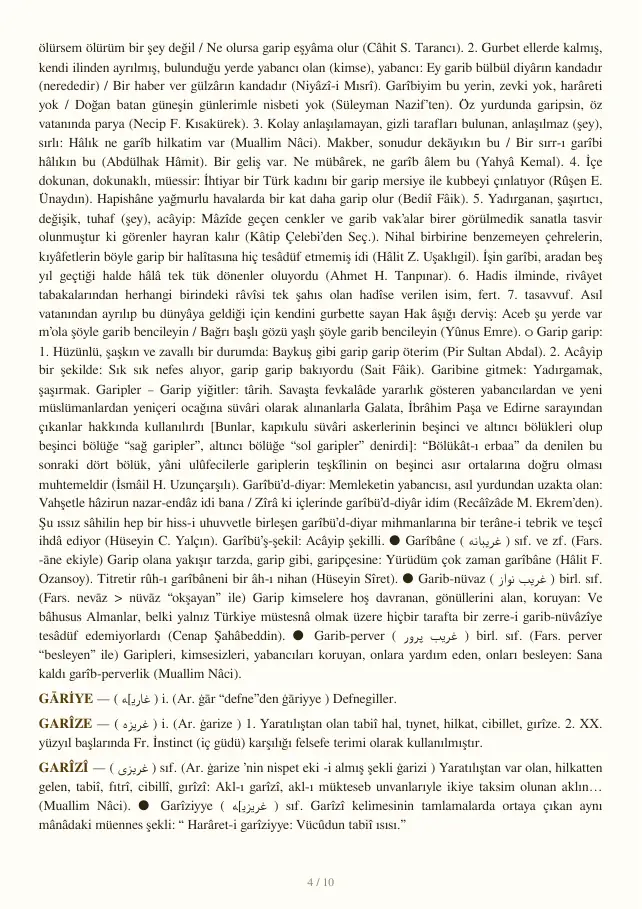 ölürsem ölürüm bir şey değil / Ne olursa garip eşyâma olur (Câhit S. Tarancı). 2. Gurbet ellerde kalmış,
kendi ilinden ayrılmış, bulunduğu yerde yabancı olan (kimse), yabancı: Ey garib bülbül diyârın kandadır
(nerededir) / Bir haber ver gülzârın kandadır (Niyâzî-i Mısrî). Garîbiyim bu yerin, zevki yok, harâreti
yok / Doğan batan güneşin günlerimle nisbeti yok (Süleyman Nazif'ten). Öz yurdunda garipsin, öz
vatanında parya (Necip F. Kısakürek). 3. Kolay anlaşılamayan, gizli tarafları bulunan, anlaşılmaz (şey),
sırlı: Hâlık ne garîb hilkatim var (Muallim Nâci). Makber, sonudur dekāyıkın bu / Bir sırr-ı garîbi
hâlıkın bu (Abdülhak Hâmit). Bir geliş var. Ne mübârek, ne garîb âlem bu (Yahyâ Kemal). 4. İçe
dokunan, dokunaklı, müessir: İhtiyar bir Türk kadını bir garip mersiye ile kubbeyi çınlatıyor (Rûşen E.
Ünaydın). Hapishâne yağmurlu havalarda bir kat daha garip olur (Bediî Fâik). 5. Yadırganan, şaşırtıcı,
değişik, tuhaf (şey), acâyip: Mâzîde geçen cenkler ve garib vak'alar birer görülmedik sanatla tasvir
olunmuştur ki görenler hayran kalır (Kâtip Çelebi'den Seç.). Nihal birbirine benzemeyen çehrelerin,
kıyâfetlerin böyle garip bir halîtasına hiç tesâdüf etmemiş idi (Hâlit Z. Uşaklıgil). İşin garîbi, aradan beş
yıl geçtiği halde hâlâ tek tük dönenler oluyordu (Ahmet H. Tanpınar). 6. Hadis ilminde, rivâyet
tabakalarından herhangi birindeki râvîsi tek şahıs olan hadîse verilen isim, fert. 7. tasavvuf. Asıl
vatanından ayrılıp bu dünyâya geldiği için kendini gurbette sayan Hak âşığı derviş: Aceb şu yerde var
m'ola şöyle garib bencileyin / Bağrı başlı gözü yaşlı şöyle garib bencileyin (Yûnus Emre). ○ Garip garip:
1. Hüzünlü, şaşkın ve zavallı bir durumda: Baykuş gibi garip garip öterim (Pir Sultan Abdal). 2. Acâyip
bir şekilde: Sık sık nefes alıyor, garip garip bakıyordu (Sait Fâik). Garibine gitmek: Yadırgamak,
şaşırmak. Garipler – Garip yiğitler: târih. Savaşta fevkalâde yararlık gösteren yabancılardan ve yeni
müslümanlardan yeniçeri ocağına süvâri olarak alınanlarla Galata, İbrâhim Paşa ve Edirne sarayından
çıkanlar hakkında kullanılırdı [Bunlar, kapıkulu süvâri askerlerinin beşinci ve altıncı bölükleri olup
beşinci bölüğe “sağ garipler”, altıncı bölüğe “sol garipler” denirdi]: “Bölükât-ı erbaa” da denilen bu
sonraki dört bölük, yâni ulûfecilerle gariplerin teşkîlinin on beşinci asır ortalarına doğru olması
muhtemeldir (İsmâil H. Uzunçarşılı). Garîbü'd-diyar: Memleketin yabancısı, asıl yurdundan uzakta olan:
Vahşetle hâzirun nazar-endâz idi bana / Zîrâ ki içlerinde garîbü'd-diyâr idim (Recâîzâde M. Ekrem'den).
Şu ıssız sâhilin hep bir hiss-i uhuvvetle birleşen garîbü'd-diyar mihmanlarına bir terâne-i tebrik ve teşcî
ihdâ ediyor (Hüseyin C. Yalçın). Garîbü'ş-şekil: Acâyip şekilli. ● Garîbâne ( غريبانه ) sıf. ve zf. (Fars.
-āne ekiyle) Garip olana yakışır tarzda, garip gibi, garipçesine: Yürüdüm çok zaman garîbâne (Hâlit F.
Ozansoy). Titretir rûh-ı garîbâneni bir âh-ı nihan (Hüseyin Sîret). ● Garib-nüvaz ( غريب نواز ) birl. sıf.
(Fars. nevāz > nüvāz “okşayan” ile) Garip kimselere hoş davranan, gönüllerini alan, koruyan: Ve
bâhusus Almanlar, belki yalnız Türkiye müstesnâ olmak üzere hiçbir tarafta bir zerre-i garib-nüvâzîye
tesâdüf edemiyorlardı (Cenap Şahâbeddin). ● Garib-perver ( غريب پرور ) birl. sıf. (Fars. perver
“besleyen” ile) Garipleri, kimsesizleri, yabancıları koruyan, onlara yardım eden, onları besleyen: Sana
kaldı garîb-perverlik (Muallim Nâci).
GĀRİYE — ( غاريّه ) i. (Ar. ġār “defne”den ġāriyye ) Defnegiller.
GARÎZE — ( غريزه ) i. (Ar. ġarize ) 1. Yaratılıştan olan tabiî hal, tıynet, hilkat, cibillet, gırîze. 2. XX.
yüzyıl başlarında Fr. İnstinct (iç güdü) karşılığı felsefe terimi olarak kullanılmıştır.
GARÎZÎ — ( غريزى ) sıf. (Ar. ġarize 'nin nispet eki -i almış şekli ġarizi ) Yaratılıştan var olan, hilkatten
gelen, tabiî, fıtrî, cibillî, gırîzî: Akl-ı garîzî, akl-ı mükteseb unvanlarıyle ikiye taksim olunan aklın…
(Muallim Nâci). ● Garîziyye ( غريزيّه ) sıf. Garîzî kelimesinin tamlamalarda ortaya çıkan aynı
mânâdaki müennes şekli: “ Harâret-i garîziyye: Vücûdun tabiî ısısı.”
4 / 10